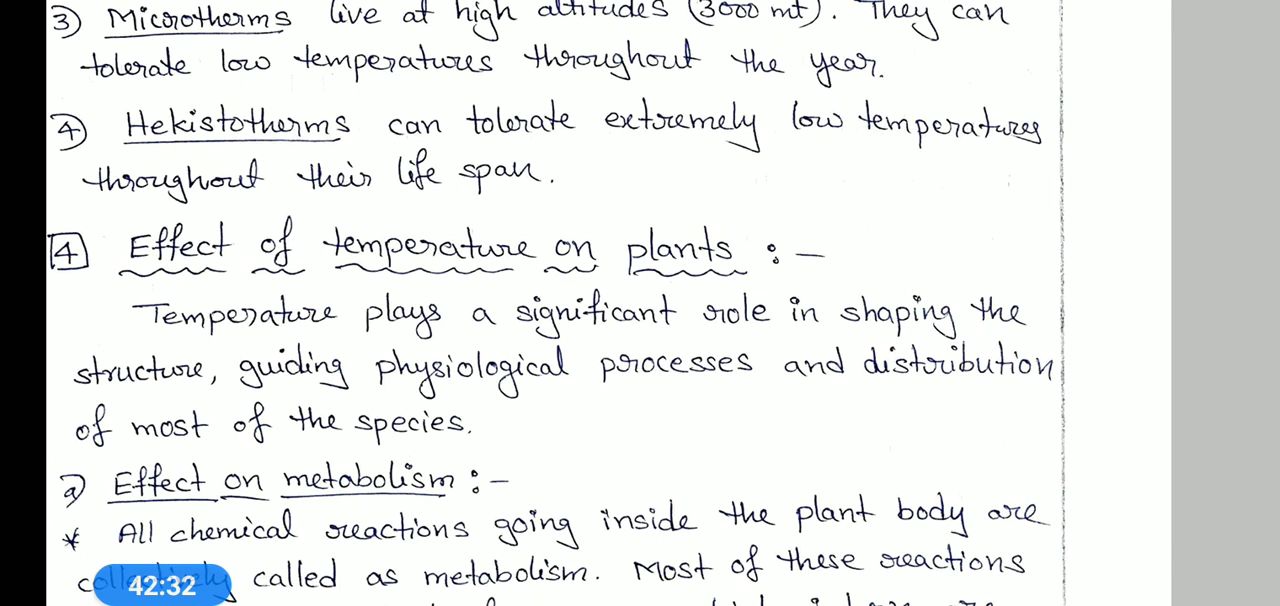 3) Microtherms live at high altitudes (3000 mt). They can
tolerate low temperatures throughout the year.
4) Hekistotherms can tolerate extremely low temperatures
throughout their life span.
4 Effect of temperature on plants :-
Temperature plays a significant role in shaping the
structure, guiding physiological processes and distribution
of most of the species.
a) Effect on metabolism :-
* All chemical reactions going inside the plant body are
collectively called as metabolism. Most of these reactions
42:32